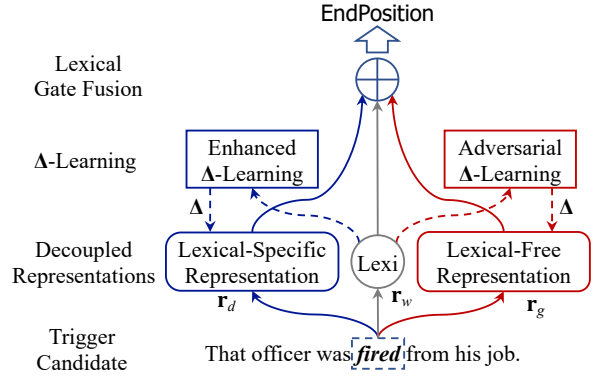 EndPosition
Lexical
Gate Fusion
Δ-Learning
Enhanced
Δ-Learning
Adversarial
Δ-Learning
Δ
Δ
Decoupled
Representations
Lexical-Specific
Representation
Lexi
Lexical-Free
Representation
r_d
r_w
r_g
Trigger
Candidate
That officer was fired from his job.